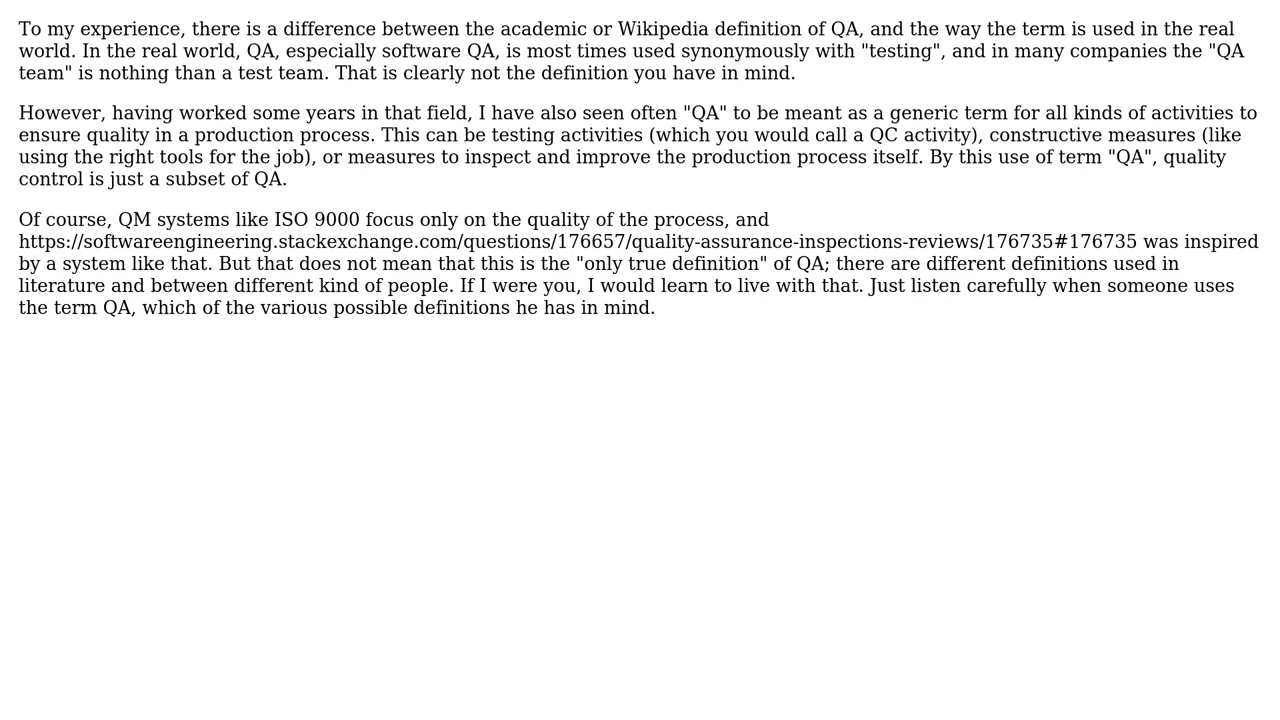 To my experience, there is a difference between the academic or Wikipedia definition of QA, and the way the term is used in the real
world. In the real world, QA, especially software QA, is most times used synonymously with "testing", and in many companies the "QA
team" is nothing than a test team. That is clearly not the definition you have in mind.
However, having worked some years in that field, I have also seen often "QA" to be meant as a generic term for all kinds of activities to
ensure quality in a production process. This can be testing activities (which you would call a QC activity), constructive measures (like
using the right tools for the job), or measures to inspect and improve the production process itself. By this use of term "QA", quality
control is just a subset of QA.
Of course, QM systems like ISO 9000 focus only on the quality of the process, and
https://softwareengineering.stackexchange.com/questions/176657/quality-assurance-inspections-reviews/176735#176735 was inspired
by a system like that. But that does not mean that this is the "only true definition" of QA; there are different definitions used in
literature and between different kind of people. If I were you, I would learn to live with that. Just listen carefully when someone uses
the term QA, which of the various possible definitions he has in mind.